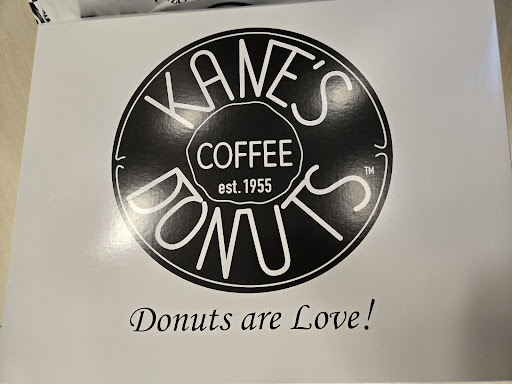 KANE'S
COFFEE
est. 1955
DONUTS™
Donuts are Love!